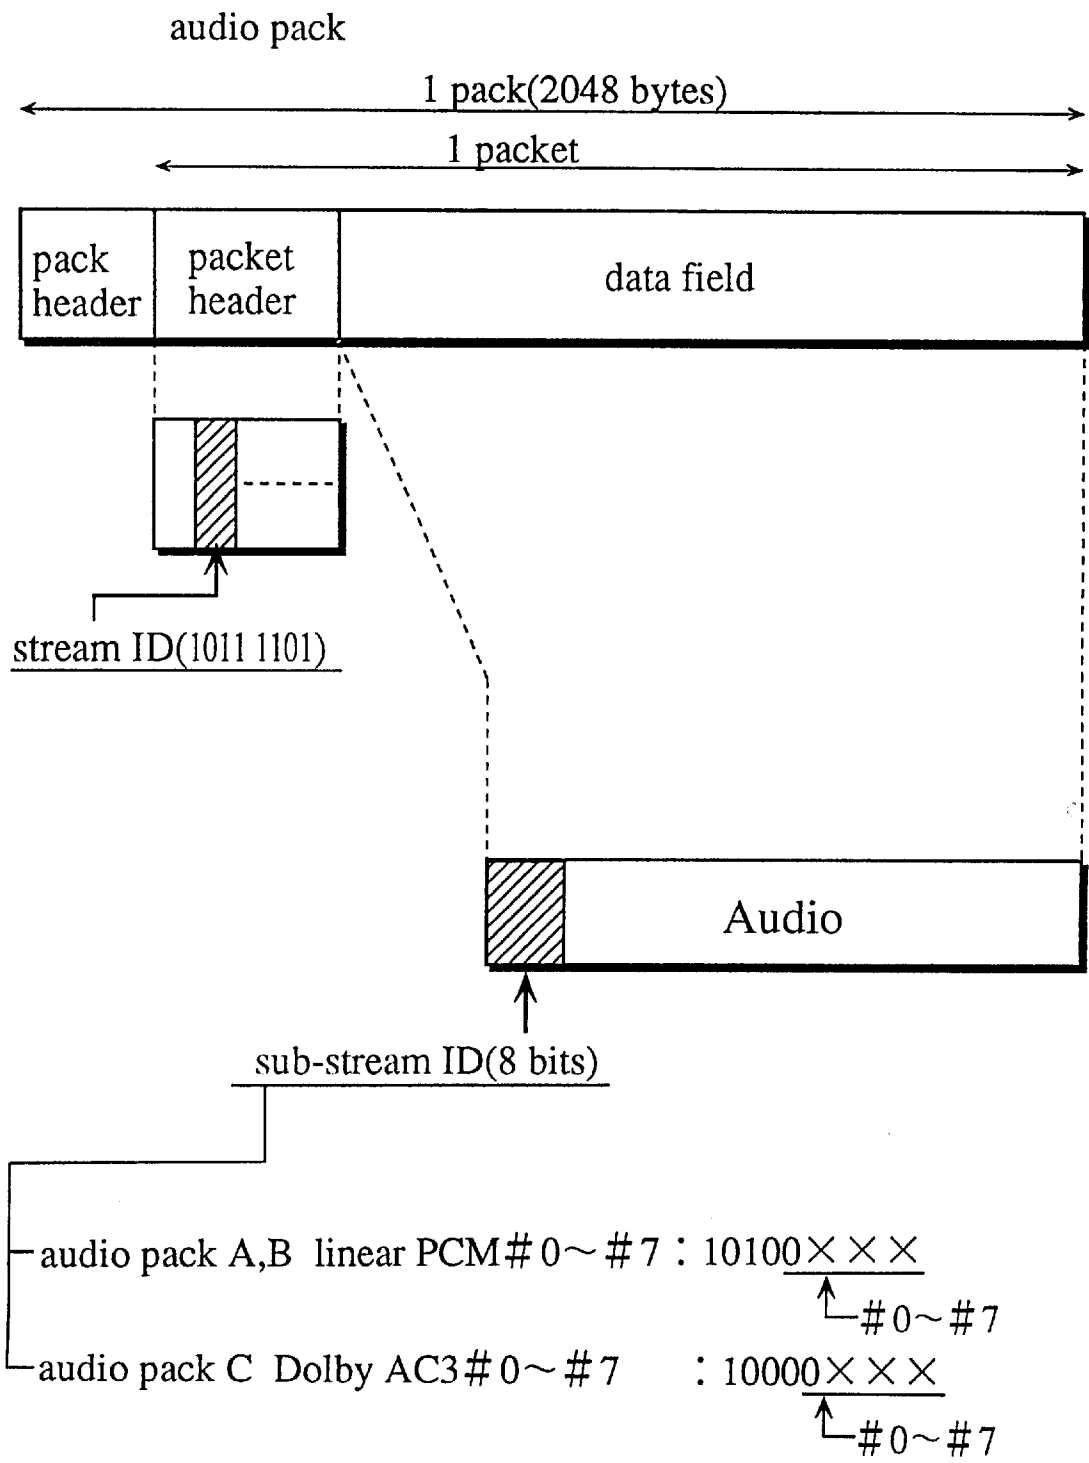 audio pack
1 pack(2048 bytes)
1 packet
pack header
packet header
data field
stream ID(1011 1101)
Audio
sub-stream ID(8 bits)
audio pack A,B linear PCM#0~#7 : 10100×××
#0~#7
audio pack C Dolby AC3#0~#7 : 10000×××
#0~#7